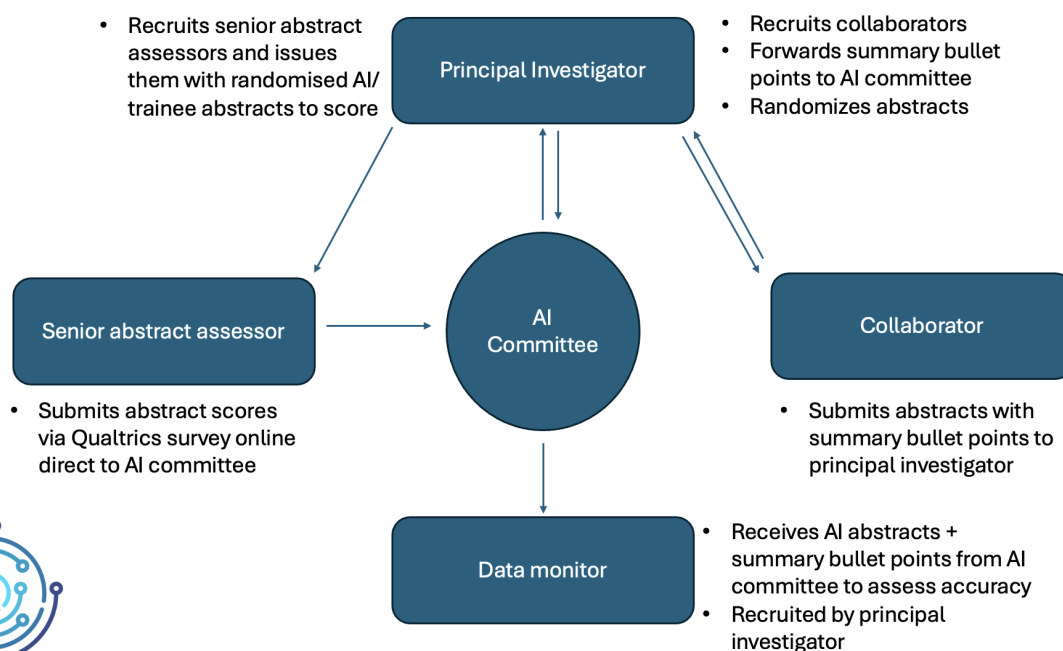 • Recruits senior abstract
assessors and issues
them with randomised AI/
trainee abstracts to score
Principal Investigator
• Recruits collaborators
• Forwards summary bullet
points to AI committee
• Randomizes abstracts
Senior abstract assessor
AI
Committee
Collaborator
• Submits abstract scores
via Qualtrics survey online
direct to AI committee
• Submits abstracts with
summary bullet points to
principal investigator
Data monitor
• Receives AI abstracts +
summary bullet points from AI
committee to assess accuracy
• Recruited by principal
investigator